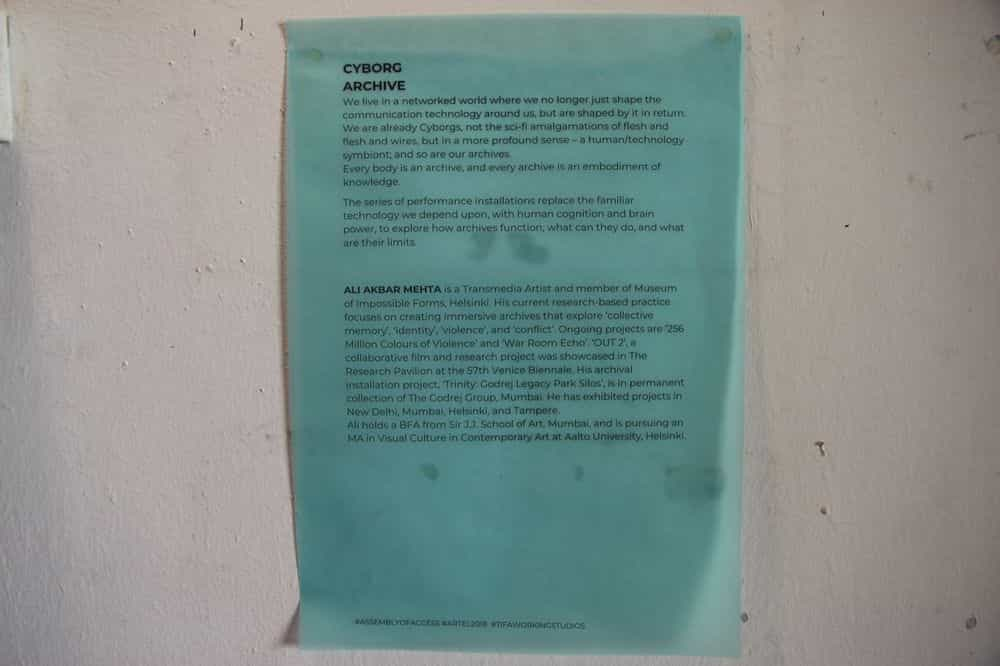 CYBORG
ARCHIVE
We live in a networked world where we no longer just shape the
communication technology around us, but are shaped by it in return.
We are already Cyborgs, not the sci-fi amalgamations of flesh and
flesh and wires, but in a more profound sense – a human/technology
symbiont; and so are our archives.
Every body is an archive, and every archive is an embodiment of
knowledge.
The series of performance installations replace the familiar
technology we depend upon, with human cognition and brain
power, to explore how archives function, what can they do, and what
are their limits.
ALI AKBAR MEHTA is a Transmedia Artist and member of Museum
of Impossible Forms, Helsinki. His current research-based practice
focuses on creating immersive archives that explore 'collective
memory', 'identity', 'violence', and 'conflict'. Ongoing projects are '256
Million Colours of Violence' and 'War Room Echo'. 'OUT 2', a
collaborative film and research project was showcased in The
Research Pavilion at the 57th Venice Biennale. His archival
installation project, 'Trinity: Godrej Legacy Park Silos', is in permanent
collection of The Godrej Group, Mumbai. He has exhibited projects in
New Delhi, Mumbai, Helsinki, and Tampere.
Ali holds a BFA from Sir J.J. School of Art, Mumbai, and is pursuing an
MA in Visual Culture in Contemporary Art at Aalto University, Helsinki.
#ASSEMBLYOFACCESS #ARTEL2018 #TIFAWORKINGSTUDIOS